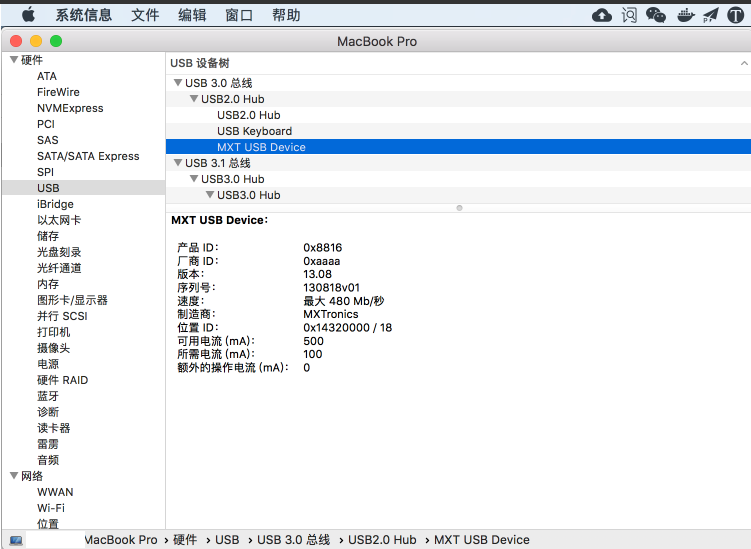 系统信息 文件 编辑 窗口 帮助
MacBook Pro
硬件
ATA
FireWire
NVMExpress
PCI
SAS
SATA/SATA Express
SPI
USB
iBridge
以太网卡
储存
光盘刻录
光纤通道
内存
图形卡/显示器
并行 SCSI
打印机
摄像头
电源
硬件 RAID
蓝牙
诊断
读卡器
雷雳
音频
网络
WWAN
Wi-Fi
位置
USB 设备树
USB 3.0 总线
USB2.0 Hub
USB2.0 Hub
USB Keyboard
MXT USB Device
USB 3.1 总线
USB3.0 Hub
USB3.0 Hub
MXT USB Device：
产品 ID： 0x8816
厂商 ID： 0xaaaa
版本： 13.08
序列号： 130818v01
速度： 最大 480 Mb/秒
制造商： MXTronics
位置 ID： 0x14320000 / 18
可用电流 (mA)： 500
所需电流 (mA)： 100
额外的操作电流 (mA)： 0
MacBook Pro › 硬件 › USB › USB 3.0 总线 › USB2.0 Hub › MXT USB Device